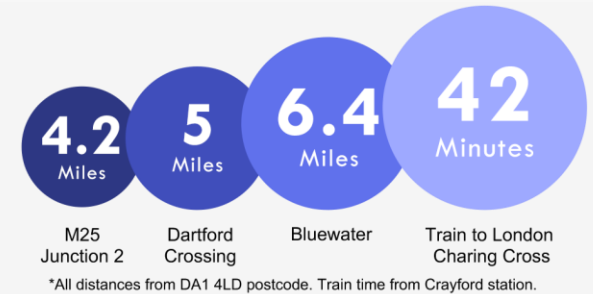 4.2
Miles
5
Miles
6.4
Miles
42
Minutes
M25
Junction 2
Dartford
Crossing
Bluewater
Train to London
Charing Cross
*All distances from DA1 4LD postcode. Train time from Crayford station.